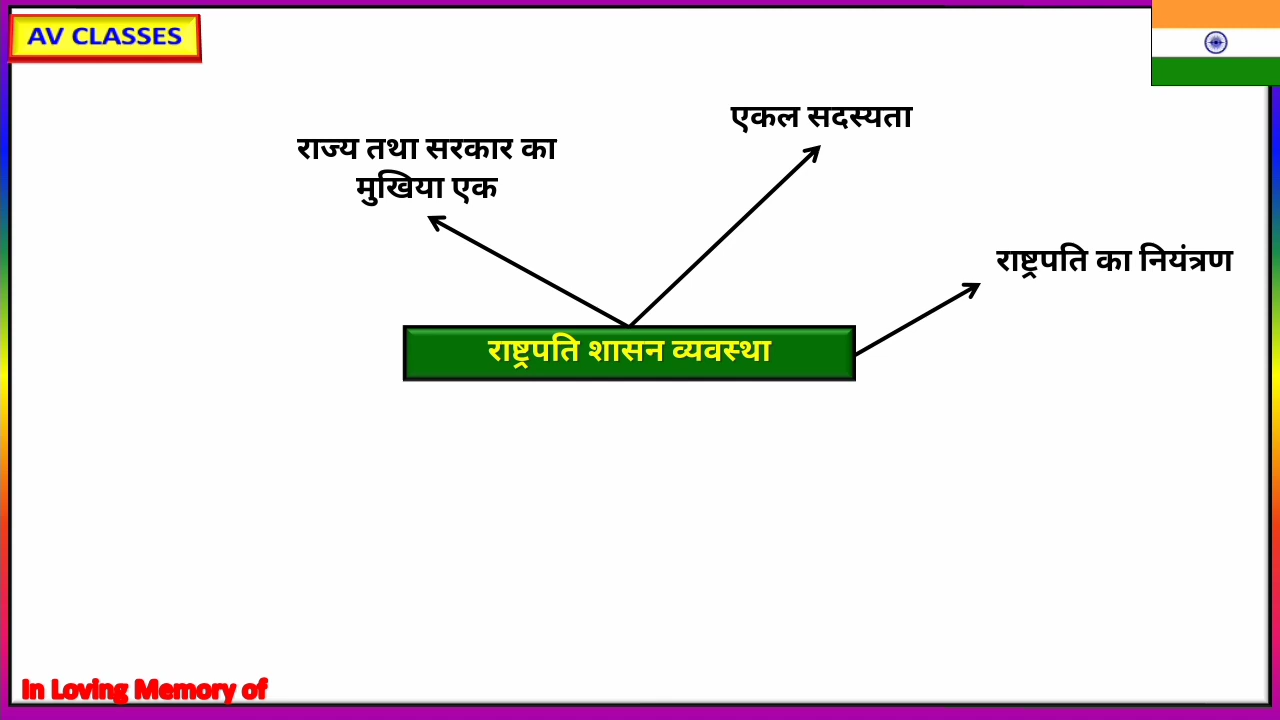 AV CLASSES
एकल सदस्यता
राज्य तथा सरकार का
मुखिया एक
राष्ट्रपति का नियंत्रण
राष्ट्रपति शासन व्यवस्था
In Loving Memory of